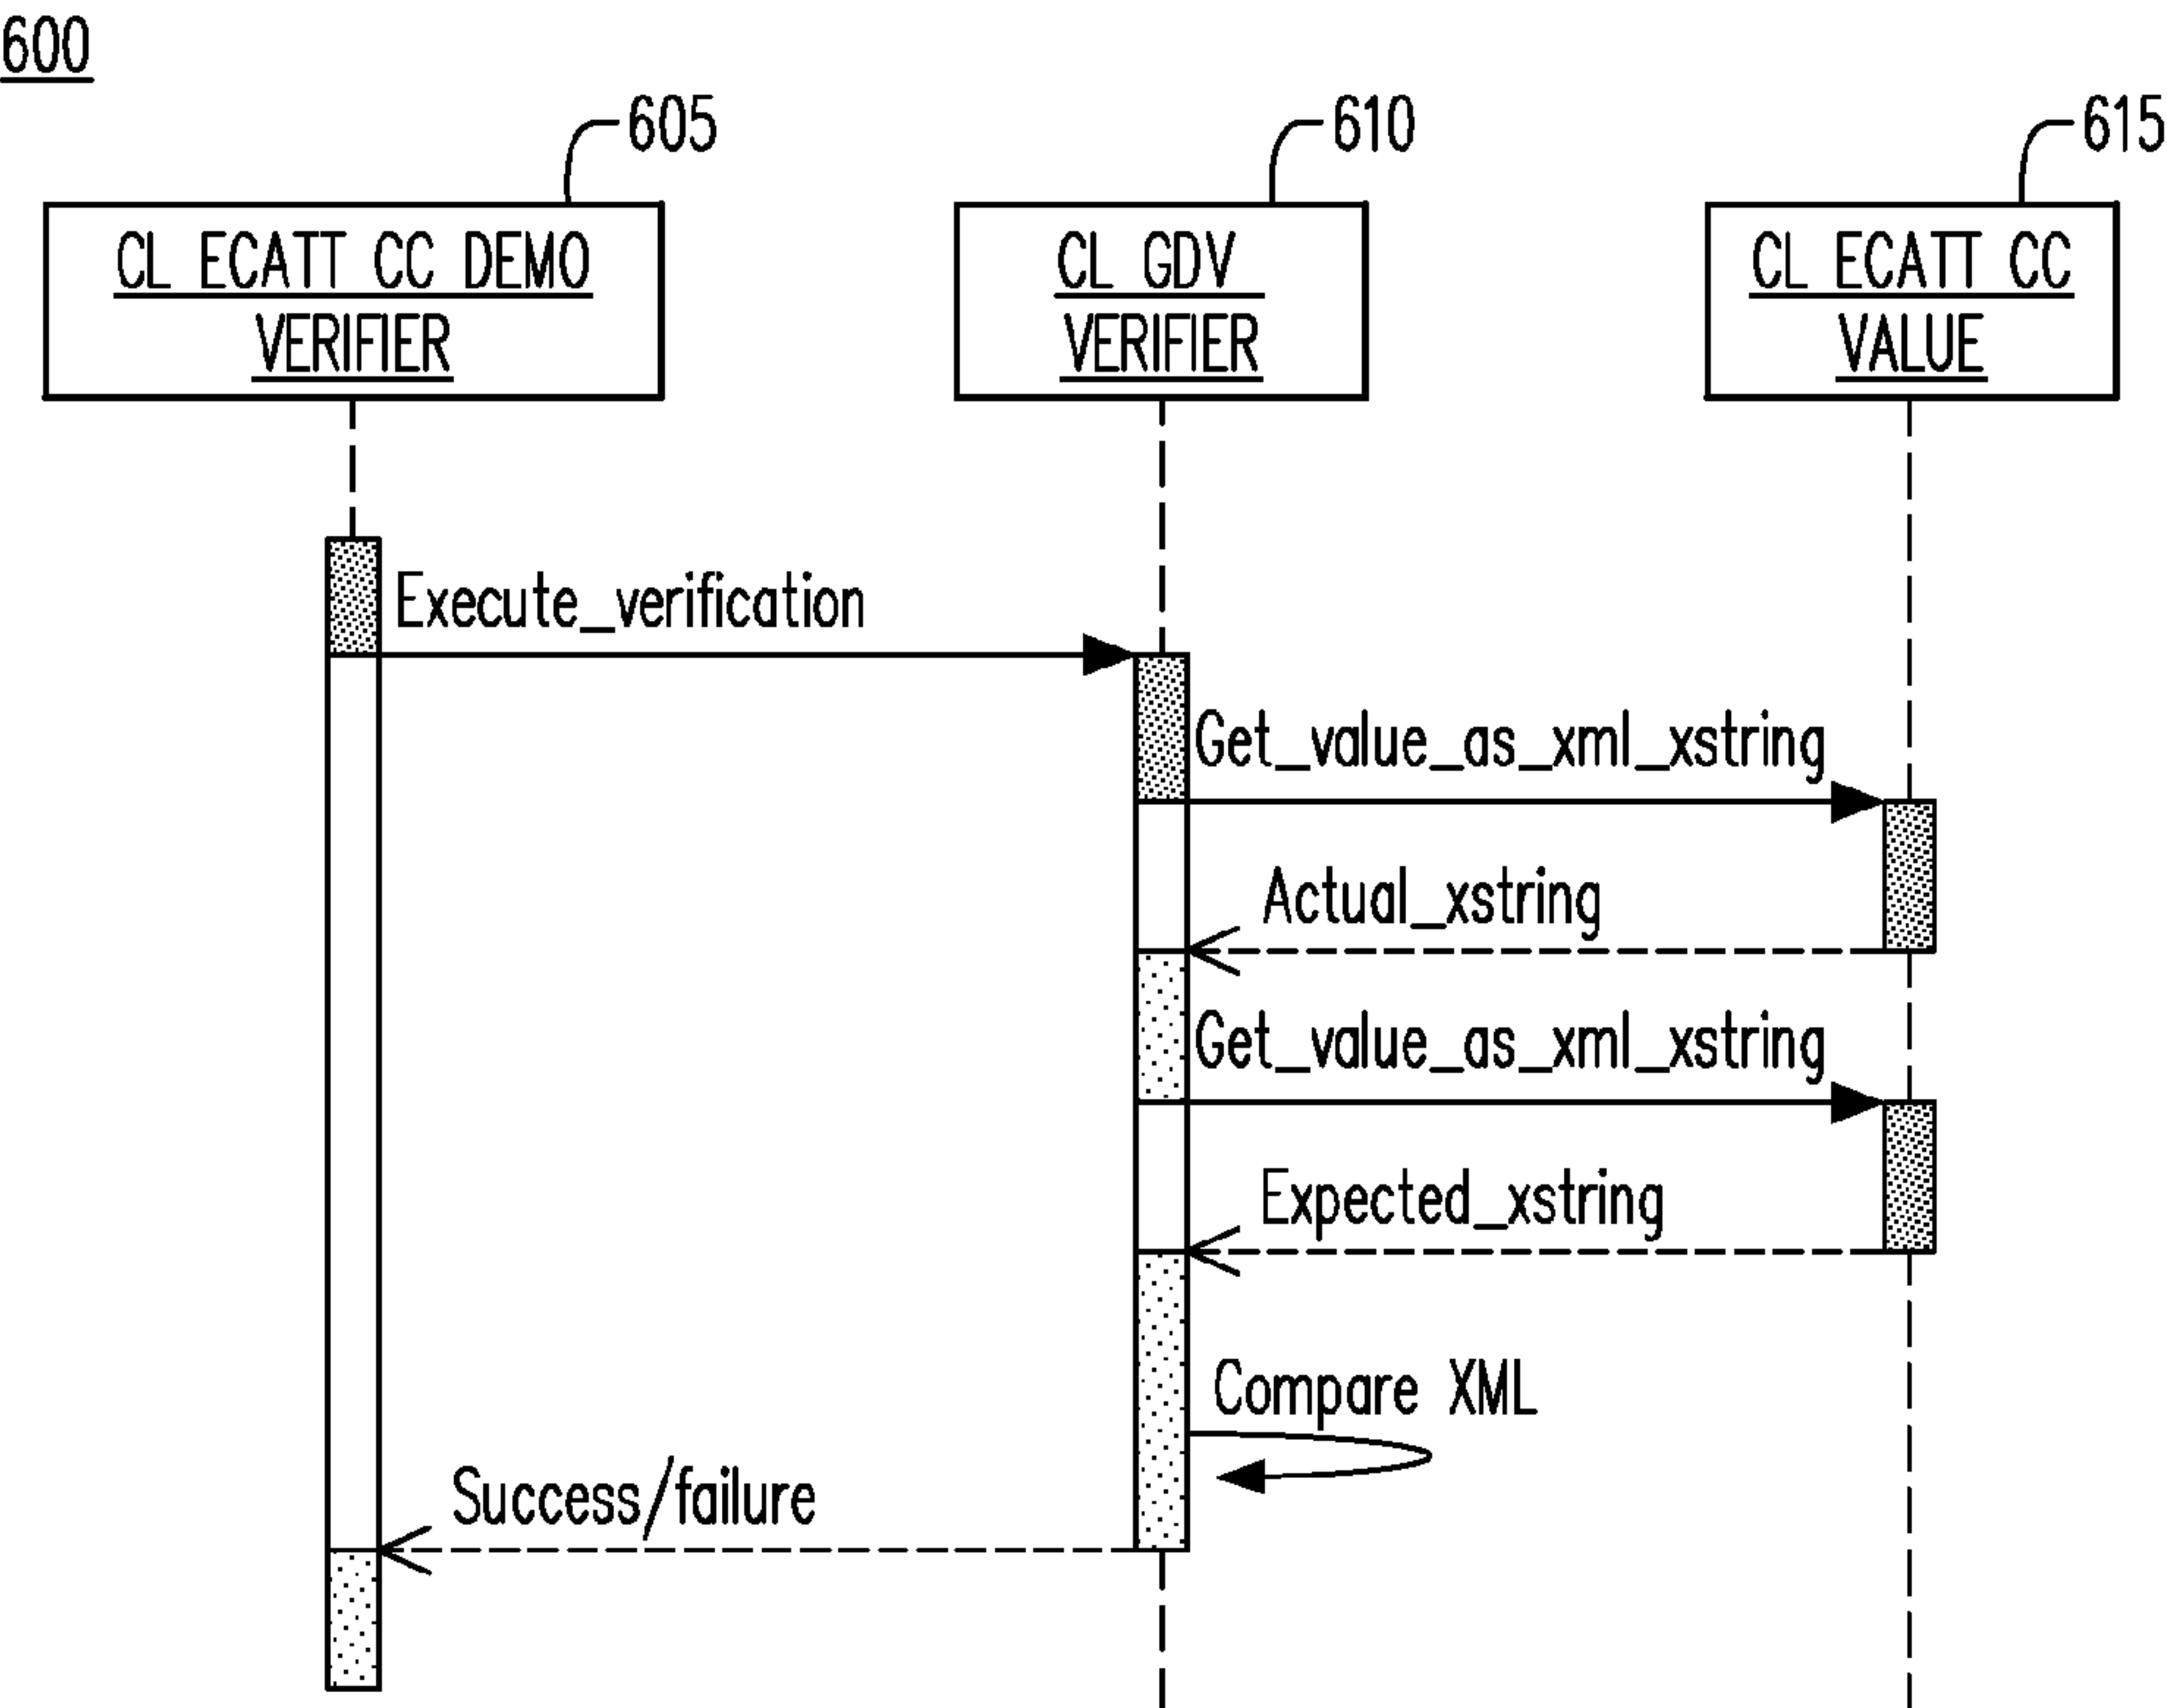 600
605
610
615
CL ECATT CC DEMO
VERIFIER
CL GDV
VERIFIER
CL ECATT CC
VALUE
Execute_verification
Get_value_as_xml_xstring
Actual_xstring
Get_value_as_xml_xstring
Expected_xstring
Compare XML
Success/failure